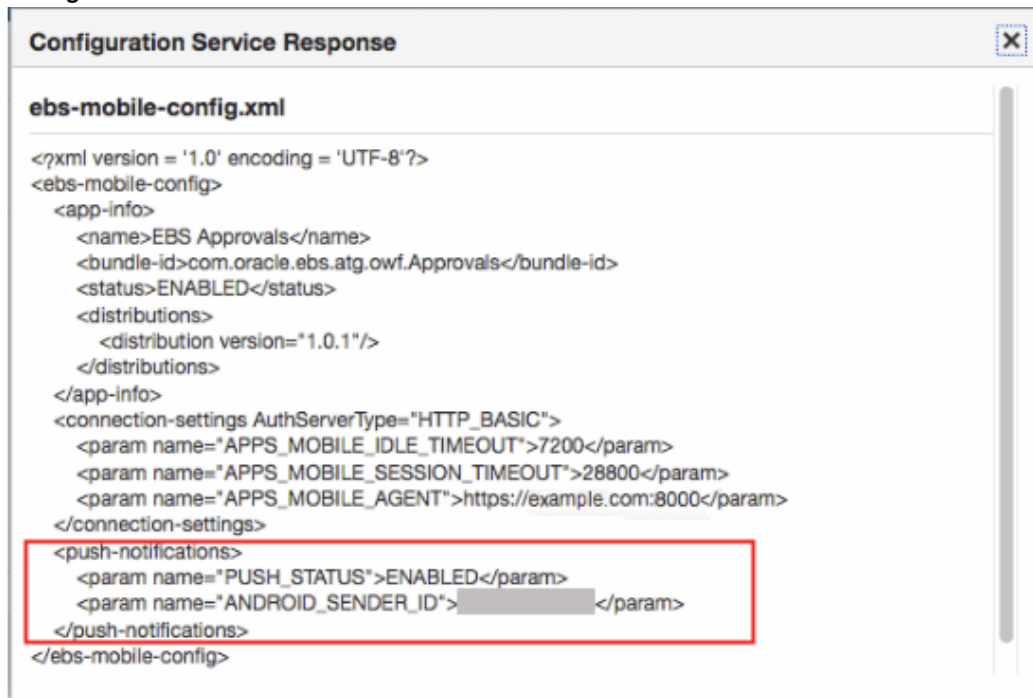 Configuration Service Response
ebs-mobile-config.xml
<?xml version = '1.0' encoding = 'UTF-8'?>
<ebs-mobile-config>
<app-info>
<name>EBS Approvals</name>
<bundle-id>com.oracle.ebs.atg.owf.Approvals</bundle-id>
<status>ENABLED</status>
<distributions>
<distribution version="1.0.1"/>
</distributions>
</app-info>
<connection-settings AuthServerType="HTTP_BASIC">
<param name="APPS_MOBILE_IDLE_TIMEOUT">7200</param>
<param name="APPS_MOBILE_SESSION_TIMEOUT">28800</param>
<param name="APPS_MOBILE_AGENT">https://example.com:8000</param>
</connection-settings>
<push-notifications>
<param name="PUSH_STATUS">ENABLED</param>
<param name="ANDROID_SENDER_ID"> </param>
</push-notifications>
</ebs-mobile-config>